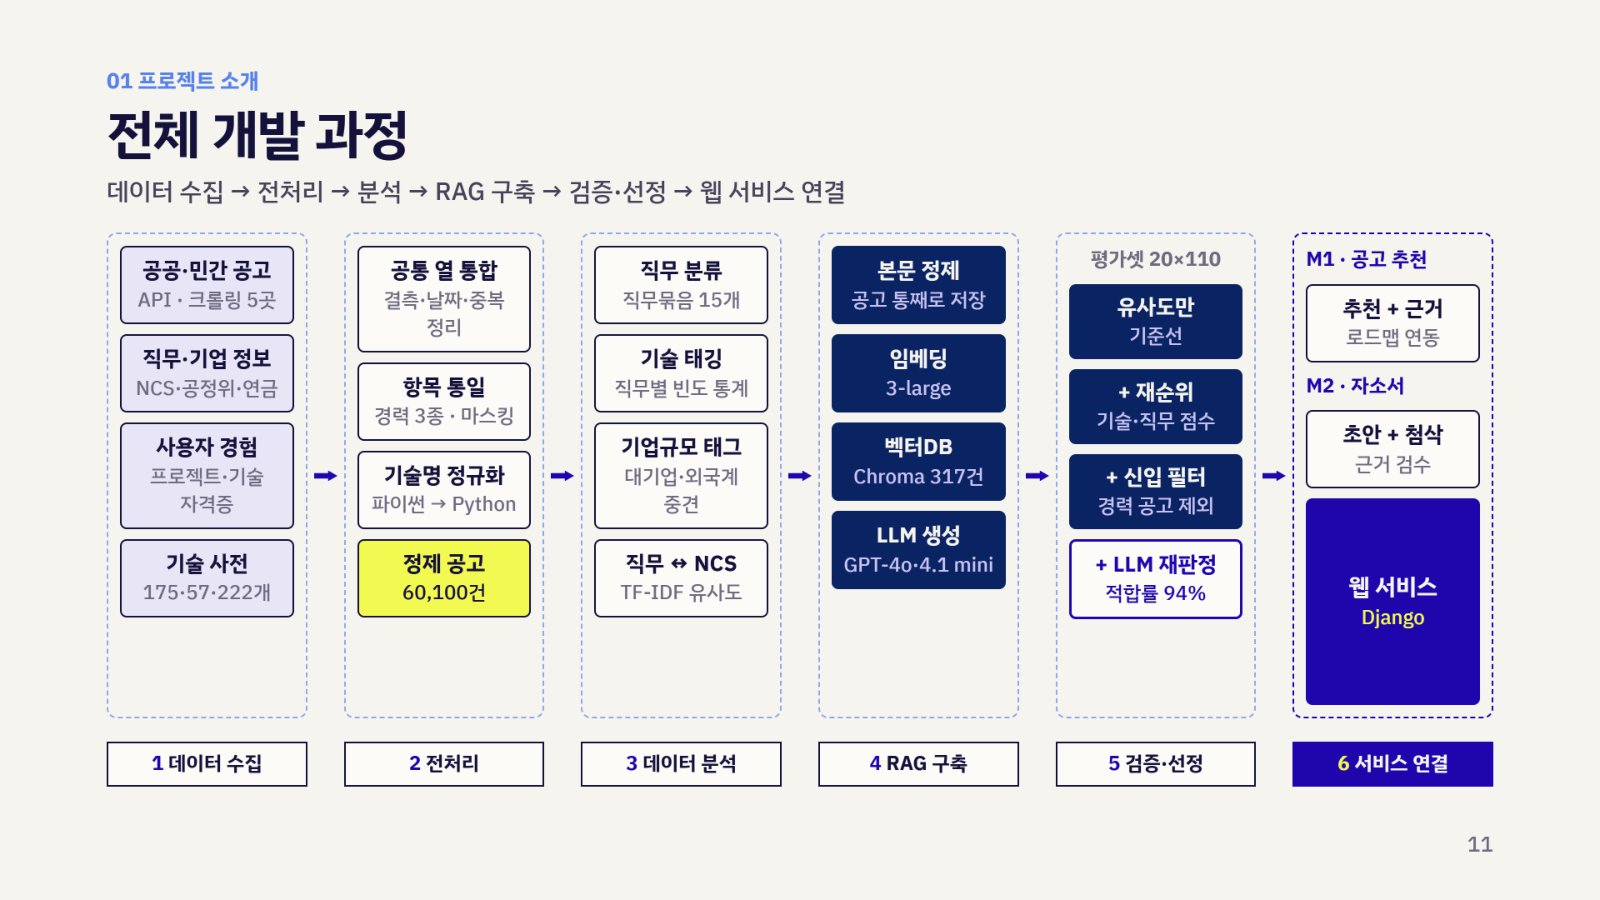 01 프로젝트 소개
전체 개발 과정
데이터 수집 → 전처리 → 분석 → RAG 구축 → 검증·선정 → 웹 서비스 연결
공공·민간 공고
API · 크롤링 5곳
직무·기업 정보
NCS·공정위·연금
사용자 경험
프로젝트·기술
자격증
기술 사전
175·57·222개
1 데이터 수집
공통 열 통합
결측·날짜·중복
정리
항목 통일
경력 3종 · 마스킹
기술명 정규화
파이썬 → Python
정제 공고
60,100건
2 전처리
직무 분류
직무묶음 15개
기술 태깅
직무별 빈도 통계
기업규모 태그
대기업·외국계
중견
직무 ↔ NCS
TF-IDF 유사도
3 데이터 분석
본문 정제
공고 통째로 저장
임베딩
3-large
벡터DB
Chroma 317건
LLM 생성
GPT-4o·4.1 mini
4 RAG 구축
평가셋 20×110
유사도만
기준선
+ 재순위
기술·직무 점수
+ 신입 필터
경력 공고 제외
+ LLM 재판정
적합률 94%
5 검증·선정
M1 · 공고 추천
추천 + 근거
로드맵 연동
M2 · 자소서
초안 + 첨삭
근거 검수
웹 서비스
Django
6 서비스 연결
11